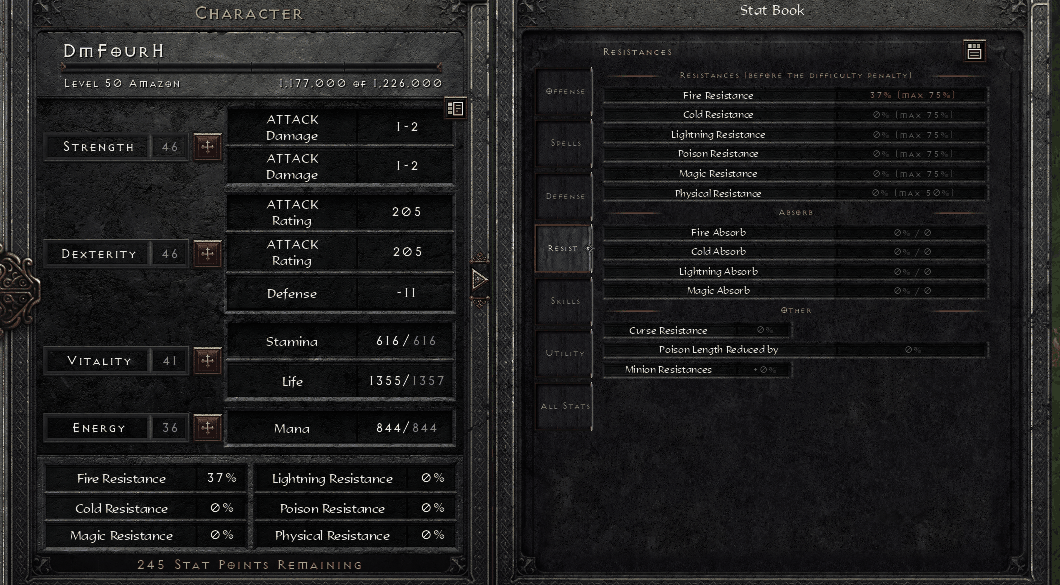 CHARACTER
DmFourH
LEVEL 50 AMAZON 1,177,000 OF 1,226,000
STRENGTH 46
ATTACK Damage 1-2
ATTACK Damage 1-2
DEXTERITY 46
ATTACK Rating 205
ATTACK Rating 205
Defense -11
VITALITY 41
Stamina 616/616
Life 1355/1357
ENERGY 36
Mana 844/844
Fire Resistance 37% Lightning Resistance 0%
Cold Resistance 0% Poison Resistance 0%
Magic Resistance 0% Physical Resistance 0%
245 STAT POINTS REMAINING
Stat Book
RESISTANCES
OFFENSE
SPELLS
DEFENSE
RESIST
SKILLS
UTILITY
ALL STATS
RESISTANCES (BEFORE THE DIFFICULTY PENALTY)
Fire Resistance 37% (MAX 75%)
Cold Resistance 0% (MAX 75%)
Lightning Resistance 0% (MAX 75%)
Poison Resistance 0% (MAX 75%)
Magic Resistance 0% (MAX 75%)
Physical Resistance 0% (MAX 50%)
ABSORB
Fire Absorb 0% / 0
Cold Absorb 0% / 0
Lightning Absorb 0% / 0
Magic Absorb 0% / 0
OTHER
Curse Resistance 0%
Poison Length Reduced by 0%
Minion Resistances +0%